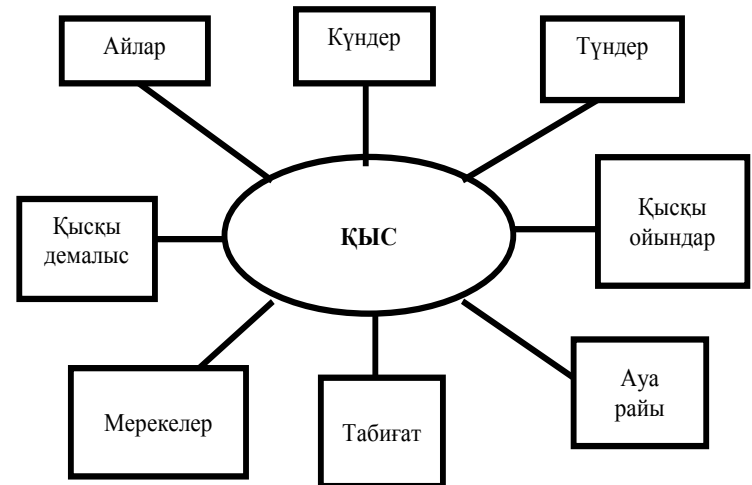 Айлар
Күндер
Түндер
Қысқы
демалыс
ҚЫС
Қысқы
ойындар
Мерекелер
Табиғат
Ауа
райы